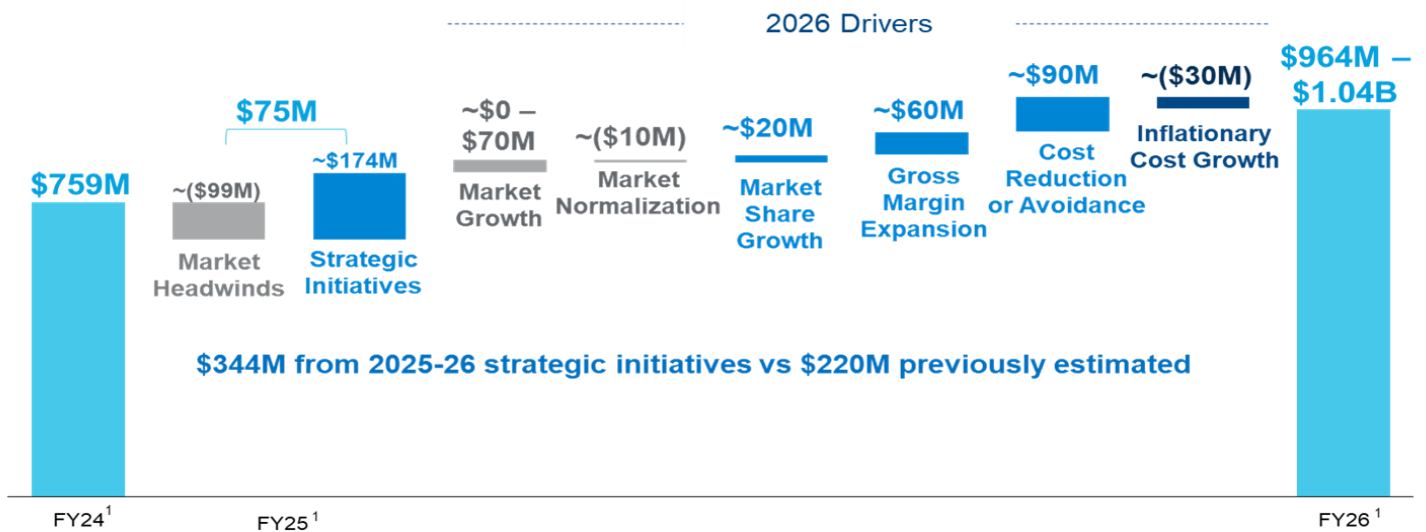 2026 Drivers
$759M
$75M
~($99M)
Market
Headwinds
~$174M
Strategic
Initiatives
~$0 –
$70M
Market
Growth
~($10M)
Market
Normalization
~$20M
Market
Share
Growth
~$60M
Gross
Margin
Expansion
~$90M
Cost
Reduction
or Avoidance
~($30M)
Inflationary
Cost Growth
$964M –
$1.04B
$344M from 2025-26 strategic initiatives vs $220M previously estimated
FY24¹
FY25¹
FY26¹